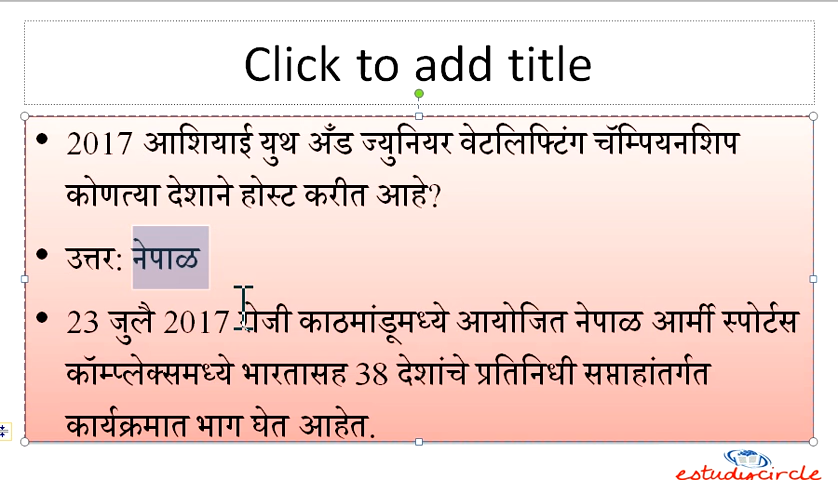 Click to add title
• 2017 आशियाई युथ अँड ज्युनियर वेटलिफ्टिंग चॅम्पियनशिप
कोणत्या देशाने होस्ट करीत आहे?
• उत्तर: नेपाळ
• 23 जुलै 2017 रोजी काठमांडूमध्ये आयोजित नेपाळ आर्मी स्पोर्टस
कॉम्प्लेक्समध्ये भारतासह 38 देशांचे प्रतिनिधी सप्ताहांतर्गत
कार्यक्रमात भाग घेत आहेत.
estudycircle